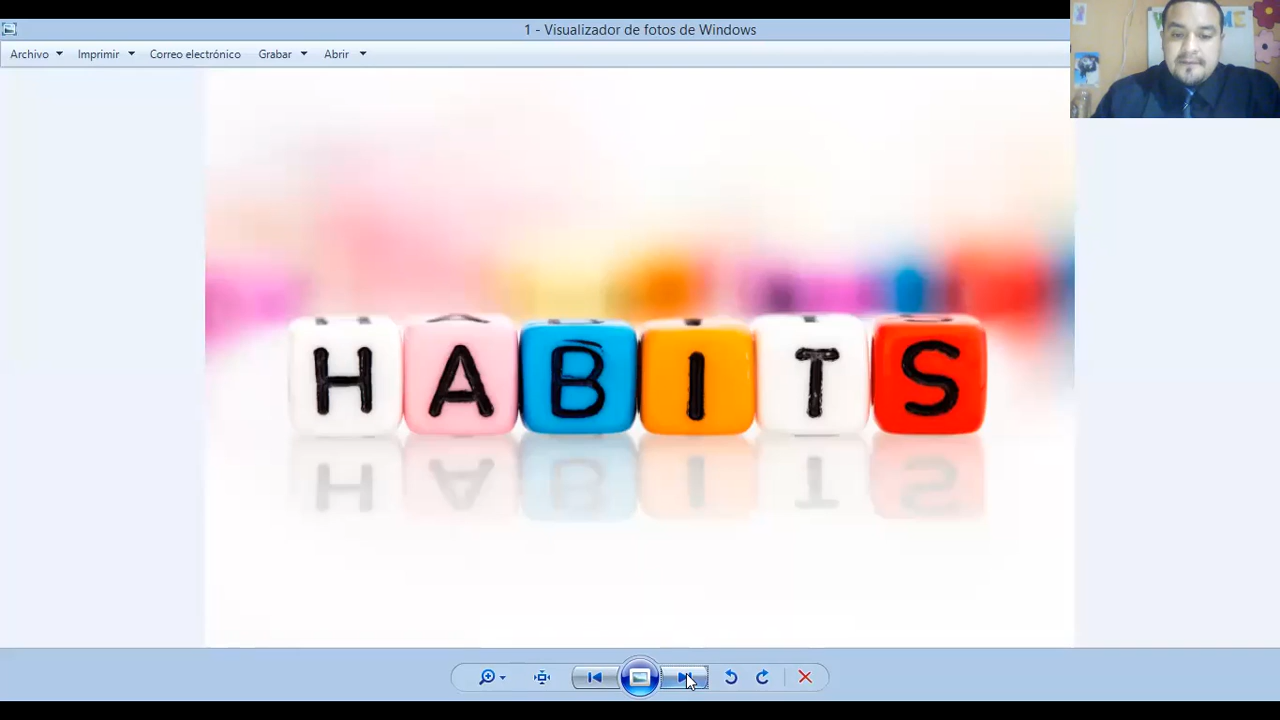 1 - Visualizador de fotos de Windows
Archivo Imprimir Correo electrónico Grabar Abrir
HABITS